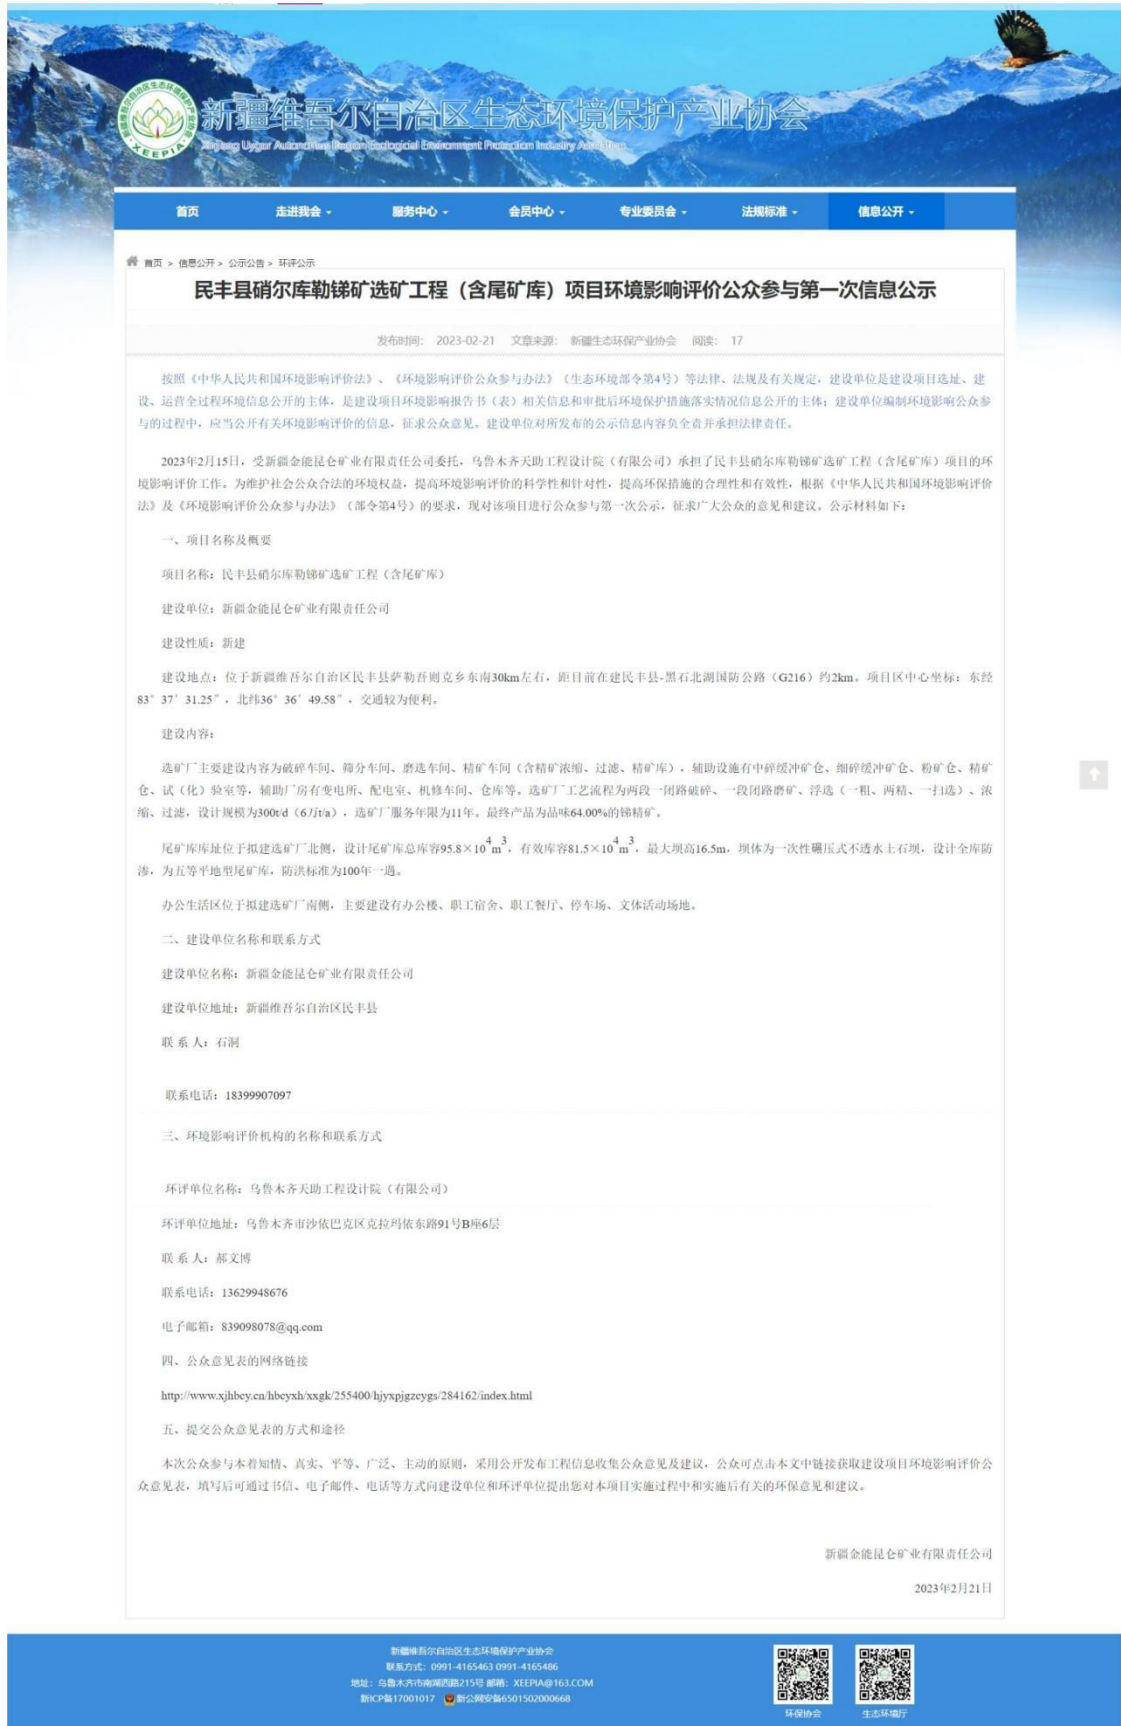 新疆维吾尔自治区生态环境保护产业协会
XEEPIA
首页 走进我会 服务中心 会员中心 专业委员会 法规标准 信息公开
首页 > 信息公开 > 公示公告 > 环评公示
民丰县硝尔库勒锑矿选矿工程（含尾矿库）项目环境影响评价公众参与第一次信息公示
发布时间： 2023-02-21 文章来源： 新疆生态环保产业协会 阅读： 17
按照《中华人民共和国环境影响评价法》、《环境影响评价公众参与办法》（生态环境部令第4号）等法律、法规及有关规定，建设单位是建设项目选址、建
设、运营全过程环境信息公开的主体，是建设项目环境影响报告书（表）相关信息和审批后环境保护措施落实情况信息公开的主体；建设单位编制环境影响公众参
与的过程中，应当公开有关环境影响评价的信息，征求公众意见。建设单位对所发布的公示信息内容负全责并承担法律责任。
2023年2月15日，受新疆金能昆仑矿业有限责任公司委托，乌鲁木齐天助工程设计院（有限公司）承担了民丰县硝尔库勒锑矿选矿工程（含尾矿库）项目的环
境影响评价工作。为维护社会公众合法的环境权益，提高环境影响评价的科学性和针对性，提高环保措施的合理性和有效性，根据《中华人民共和国环境影响评价
法》及《环境影响评价公众参与办法》（部令第4号）的要求，现对该项目进行公众参与第一次公示，征求广大公众的意见和建议。公示材料如下：
一、项目名称及概要
项目名称：民丰县硝尔库勒锑矿选矿工程（含尾矿库）
建设单位：新疆金能昆仑矿业有限责任公司
建设性质：新建
建设地点：位于新疆维吾尔自治区民丰县萨勒吾则克乡东南30km左右，距目前在建民丰县-黑石北湖国防公路（G216）约2km。项目区中心坐标：东经
83°37′31.25″，北纬36°36′49.58″，交通较为便利。
建设内容：
选矿厂主要建设内容为破碎车间、筛分车间、磨选车间、精矿车间（含精矿浓缩、过滤、精矿库），辅助设施有中碎缓冲矿仓、细碎缓冲矿仓、粉矿仓、精矿
仓、试（化）验室等，辅助厂房有变电所、配电室、机修车间、仓库等。选矿厂工艺流程为两段一闭路破碎、一段闭路磨矿、浮选（一粗、两精、一扫选）、浓
缩、过滤，设计规模为300t/d（6万t/a），选矿厂服务年限为11年。最终产品为品味64.00%的锑精矿。
尾矿库库址位于拟建选矿厂北侧，设计尾矿库总库容95.8×10⁴m³，有效库容81.5×10⁴m³，最大坝高16.5m，坝体为一次性碾压式不透水土石坝，设计全库防
渗，为五等平地型尾矿库，防洪标准为100年一遇。
办公生活区位于拟建选矿厂南侧，主要建设有办公楼、职工宿舍、职工餐厅、停车场、文体活动场地。
二、建设单位名称和联系方式
建设单位名称：新疆金能昆仑矿业有限责任公司
建设单位地址：新疆维吾尔自治区民丰县
联 系 人：石润
联系电话：18399907097
三、环境影响评价机构的名称和联系方式
环评单位名称：乌鲁木齐天助工程设计院（有限公司）
环评单位地址：乌鲁木齐市沙依巴克区克拉玛依东路91号B座6层
联 系 人：郝文博
联系电话：13629948676
电子邮箱：839098078@qq.com
四、公众意见表的网络链接
http://www.xjhbcy.cn/hbcyxh/xxgk/255400/hjyxpjgzcygs/284162/index.html
五、提交公众意见表的方式和途径
本次公众参与本着知情、真实、平等、广泛、主动的原则，采用公开发布工程信息收集公众意见及建议，公众可点击本文中链接获取建设项目环境影响评价公
众意见表，填写后可通过书信、电子邮件、电话等方式向建设单位和环评单位提出您对本项目实施过程中和实施后有关的环保意见和建议。
新疆金能昆仑矿业有限责任公司
2023年2月21日
新疆维吾尔自治区生态环境保护产业协会
联系方式：0991-4165463 0991-4165486
地址：乌鲁木齐市南湖西路215号 邮箱：XEEPIA@163.COM
新ICP备17001017 新公网安备6501502000668
环保协会 生态环境厅